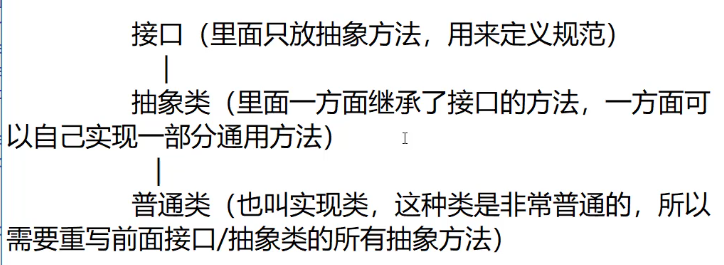 接口（里面只放抽象方法，用来定义规范）
|
抽象类（里面一方面继承了接口的方法，一方面可
以自己实现一部分通用方法）
|
普通类（也叫实现类，这种类是非常普通的，所以
需要重写前面接口/抽象类的所有抽象方法）